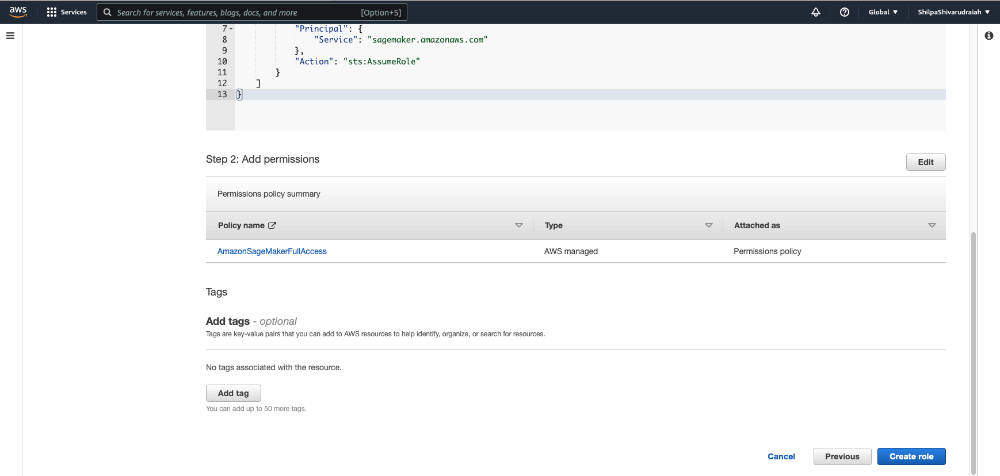 aws Services Search for services, features, blogs, docs, and more [Option+S] Global ShilpaShivarudraiah
7 "Principal": {
8 "Service": "sagemaker.amazonaws.com"
9 },
10 "Action": "sts:AssumeRole"
11 }
12 ]
13 }
Step 2: Add permissions
Edit
Permissions policy summary
Policy name Type Attached as
AmazonSageMakerFullAccess AWS managed Permissions policy
Tags
Add tags - optional
Tags are key-value pairs that you can add to AWS resources to help identify, organize, or search for resources.
No tags associated with the resource.
Add tag
You can add up to 50 more tags.
Cancel Previous Create role